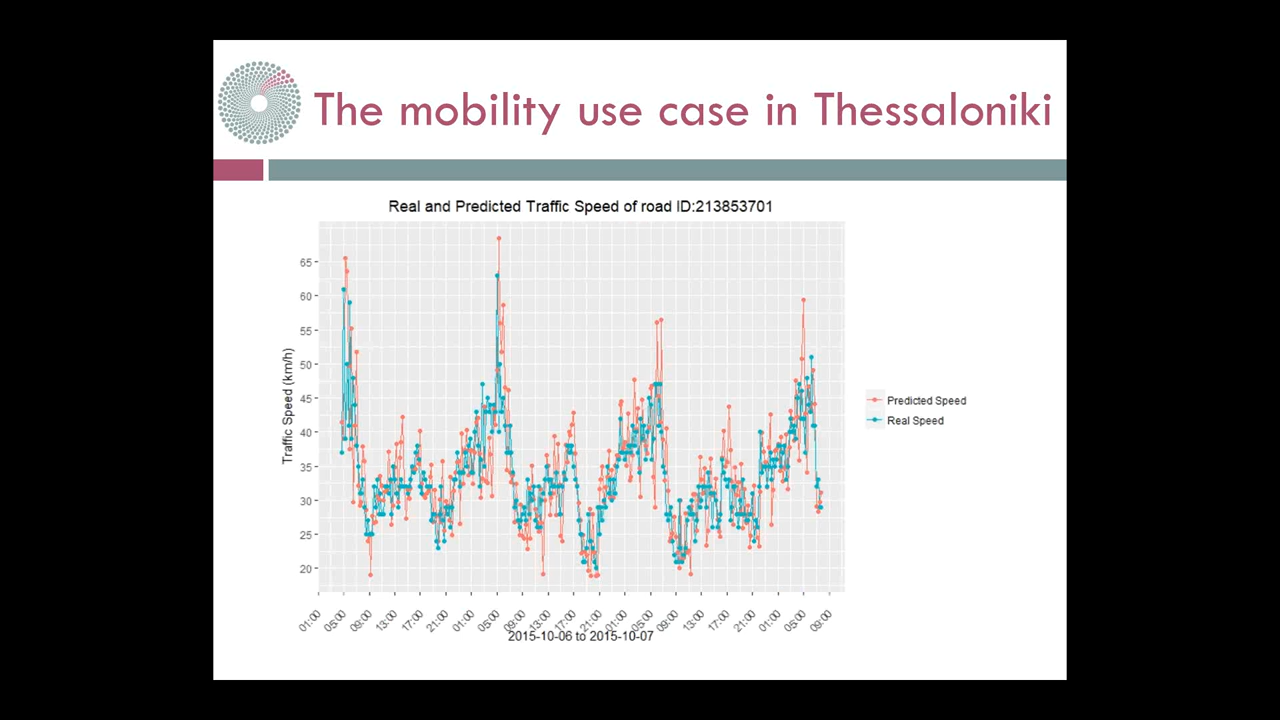 The mobility use case in Thessaloniki
Real and Predicted Traffic Speed of road ID:213853701
Traffic Speed (km/h)
65
60
55
50
45
40
35
30
25
20
01:00 05:00 09:00 13:00 17:00 21:00 01:00 05:00 09:00 13:00 17:00 21:00 01:00 05:00 09:00 13:00 17:00 21:00 01:00 05:00 09:00
2015-10-06 to 2015-10-07
Predicted Speed
Real Speed